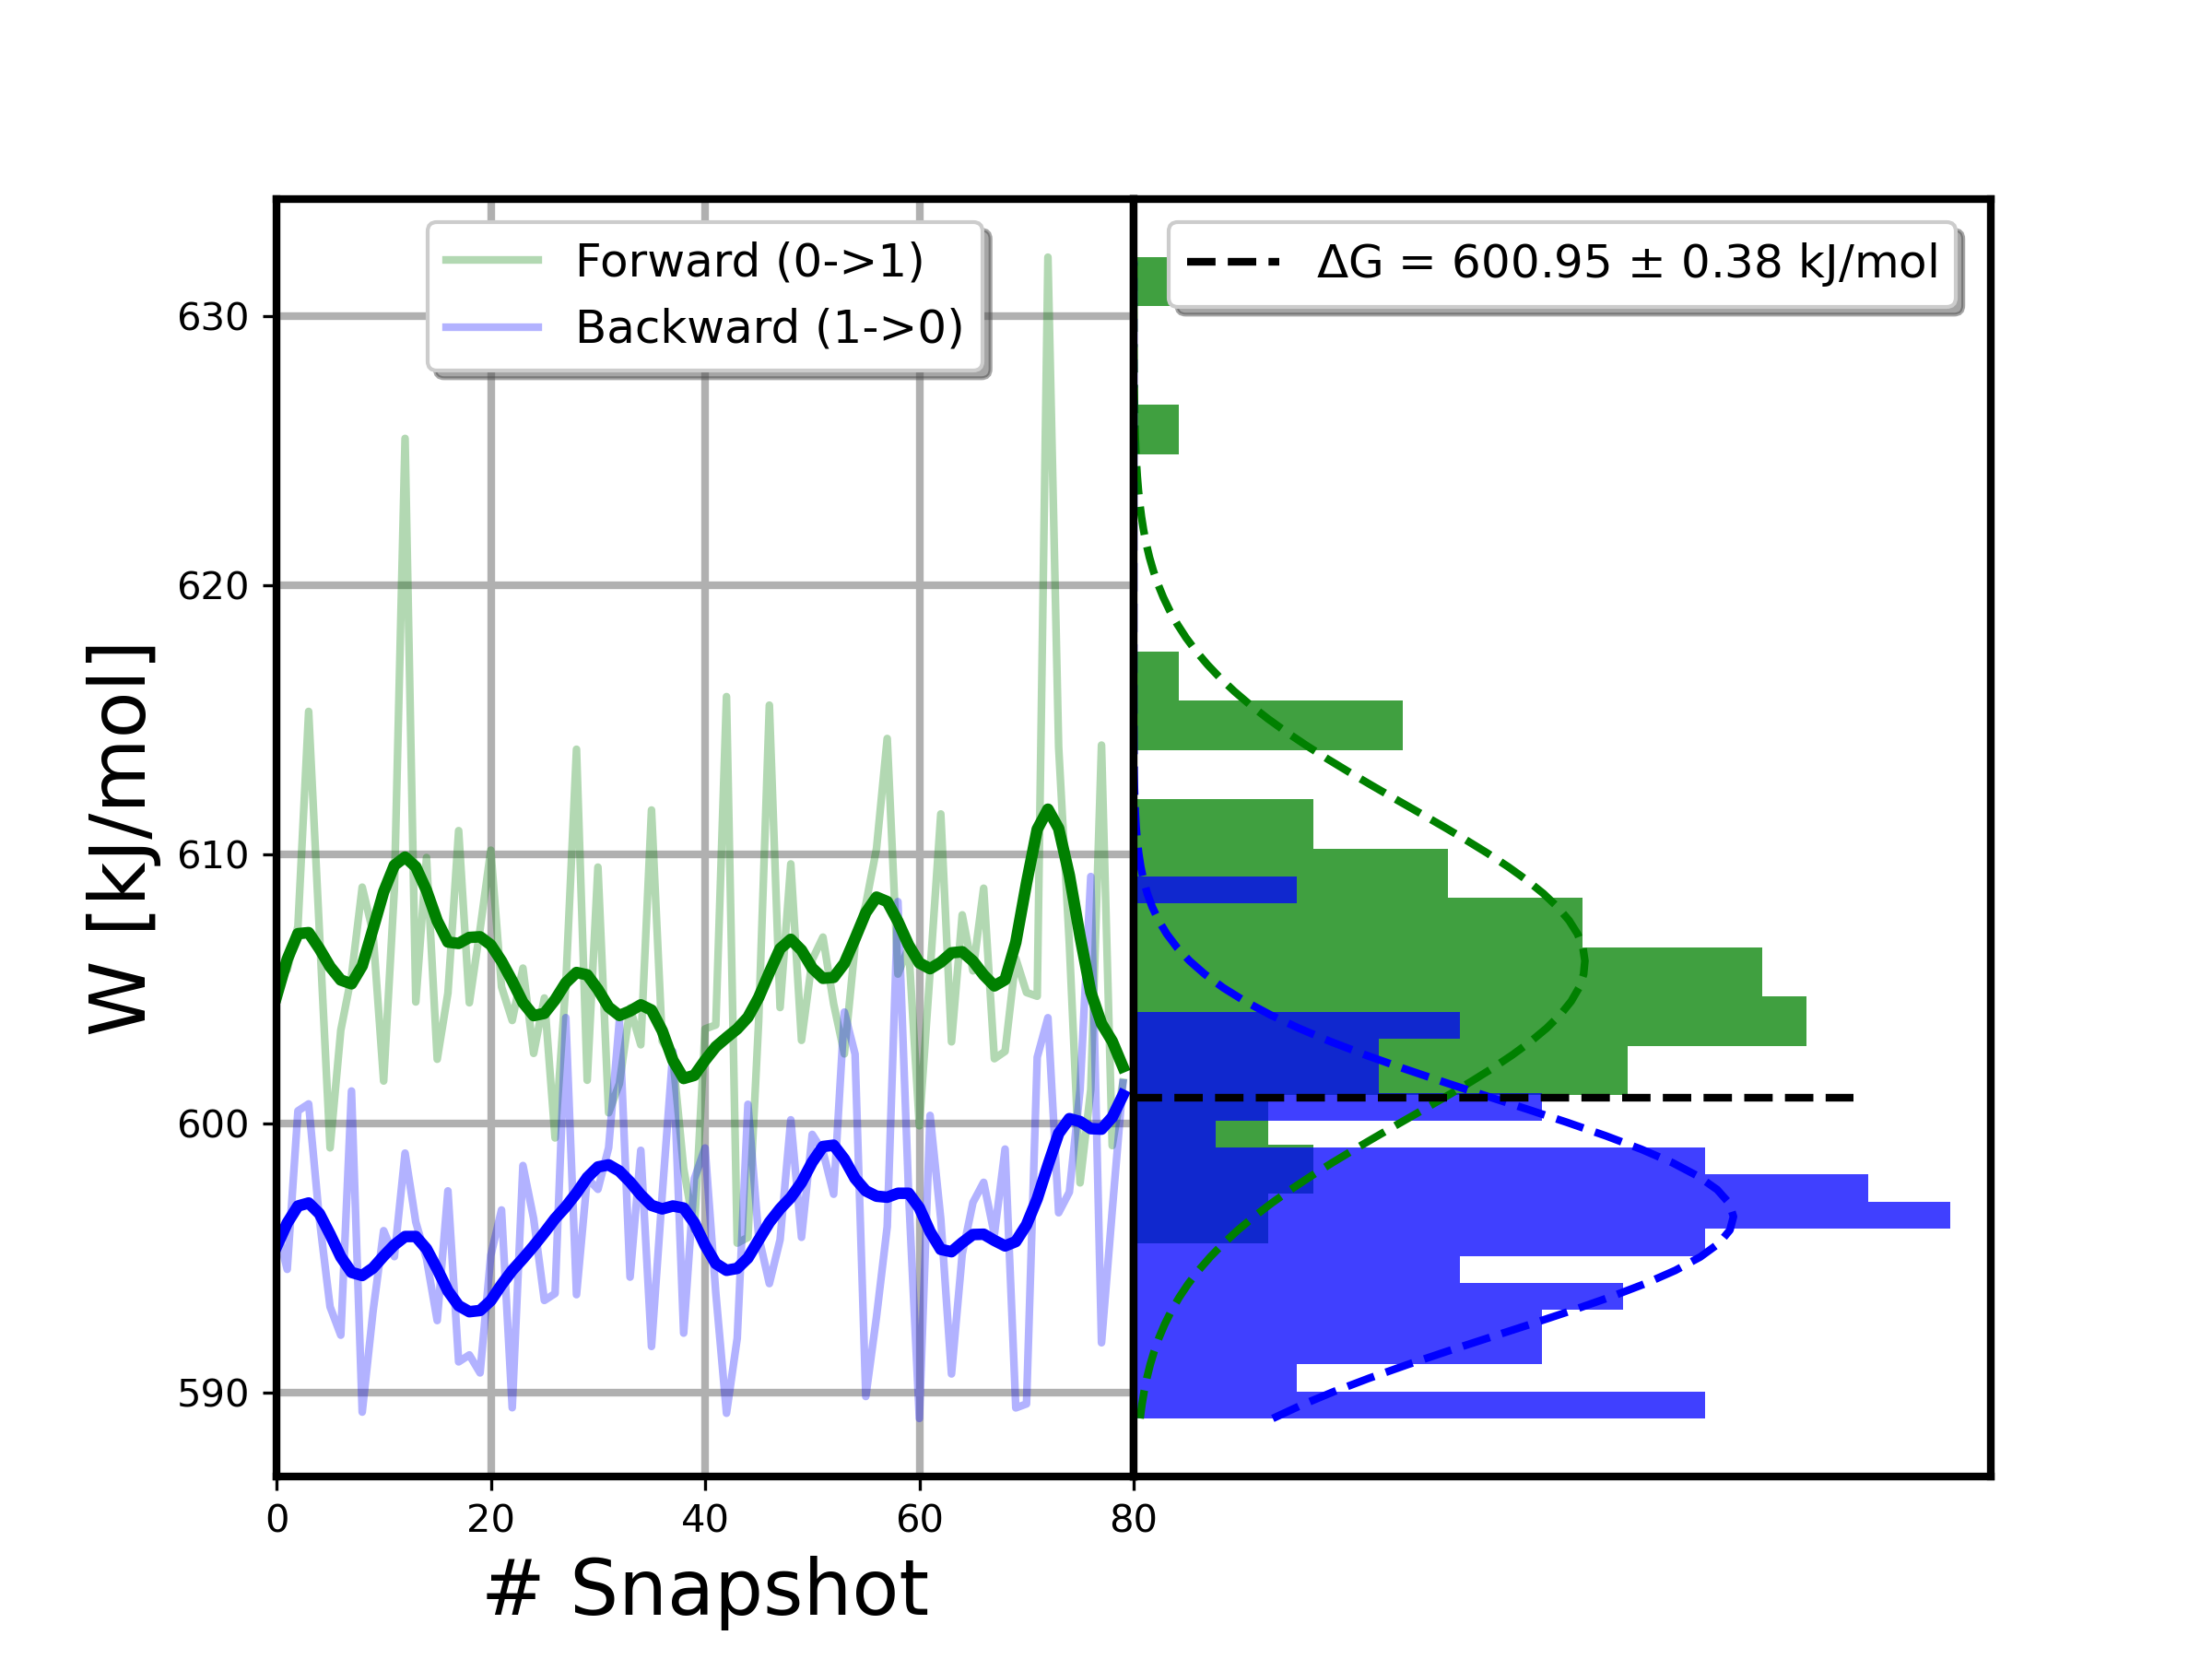 Forward (0->1)
Backward (1->0)
ΔG = 600.95 ± 0.38 kJ/mol
W [kJ/mol]
630
620
610
600
590
0 20 40 60 80
# Snapshot